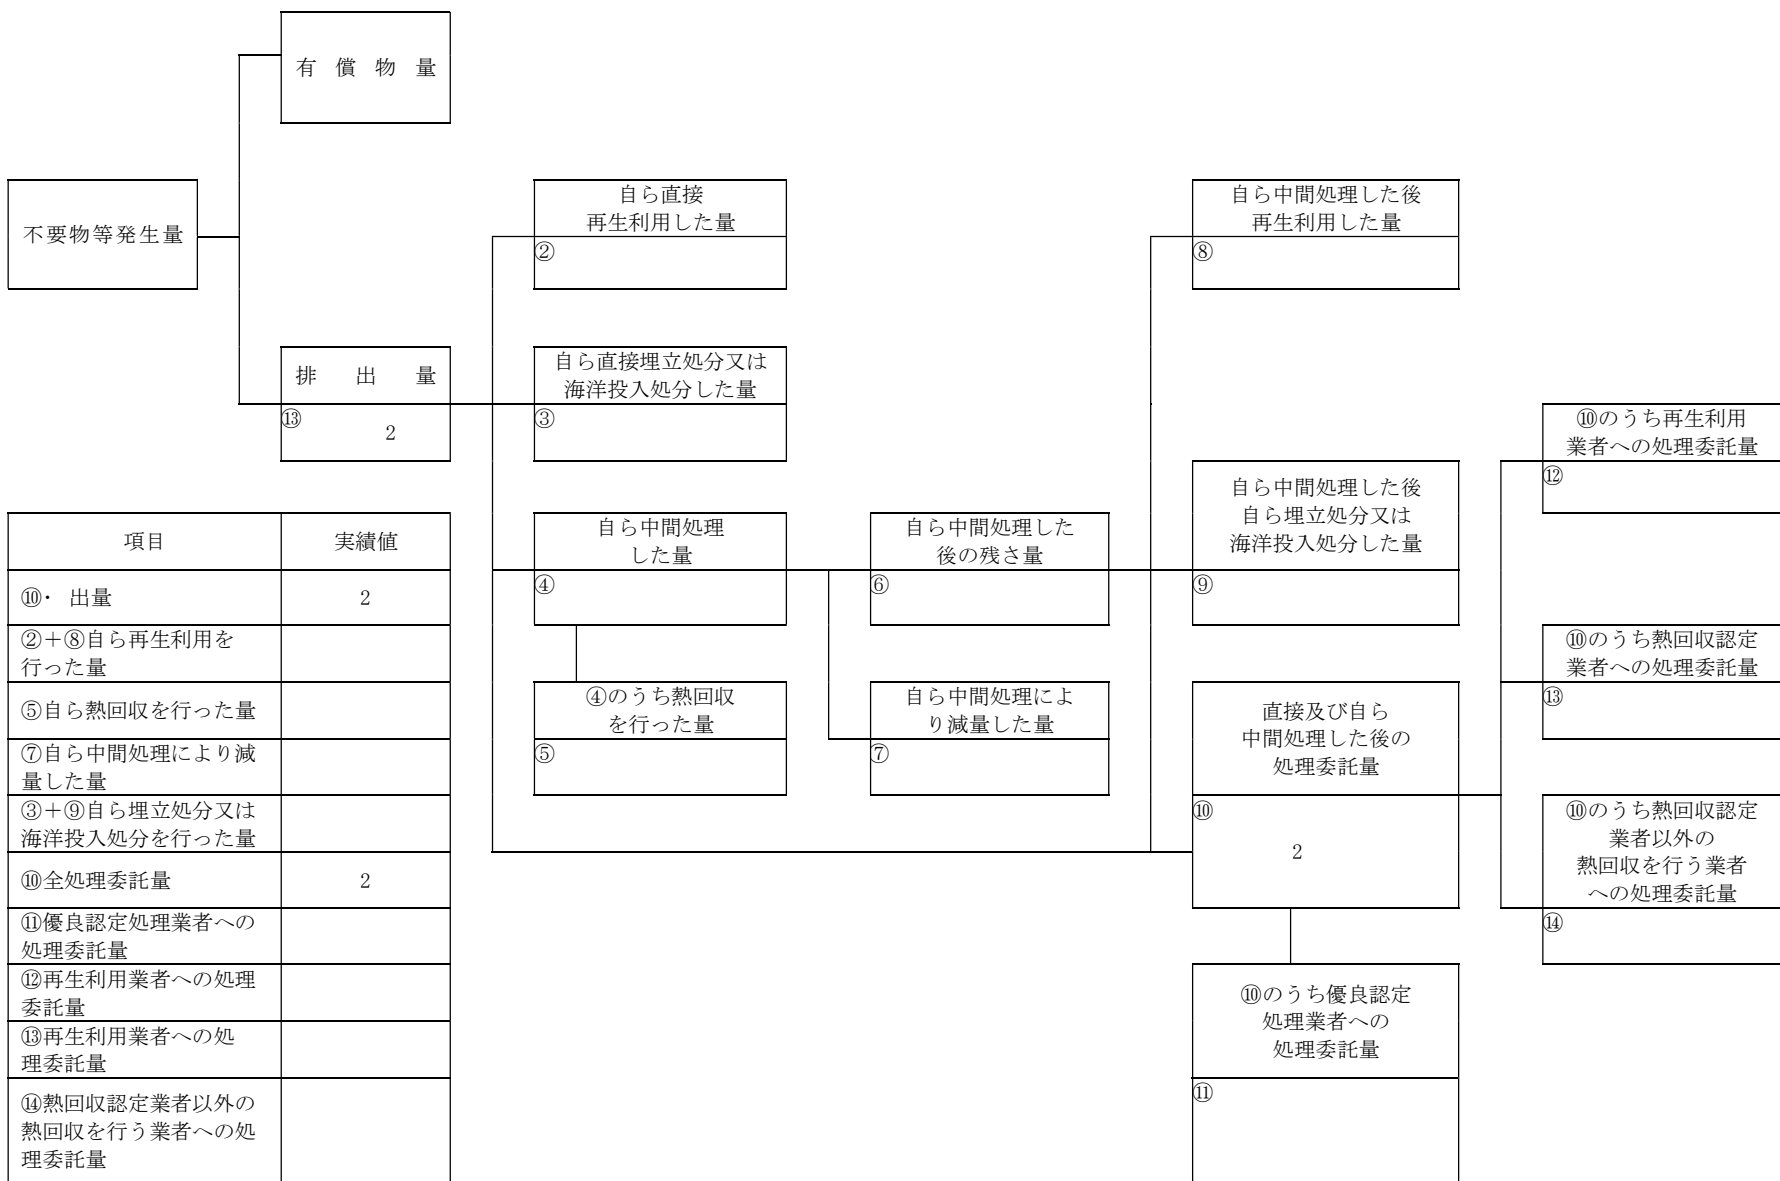 有 償 物 量
不要物等発生量
自ら直接
再生利用した量
②
自ら中間処理した後
再生利用した量
⑧
排 出 量
⑬
2
自ら直接埋立処分又は
海洋投入処分した量
③
⑩のうち再生利用
業者への処理委託量
⑫
自ら中間処理した後
自ら埋立処分又は
海洋投入処分した量
⑨
自ら中間処理
した量
④
自ら中間処理した
後の残さ量
⑥
⑩のうち熱回収認定
業者への処理委託量
⑬
④のうち熱回収
を行った量
⑤
自ら中間処理によ
り減量した量
⑦
直接及び自ら
中間処理した後の
処理委託量
⑩
2
⑩のうち熱回収認定
業者以外の
熱回収を行う業者
への処理委託量
⑭
⑩のうち優良認定
処理業者への
処理委託量
⑪
項目 実績値
⑩・ 出量 2
②+⑧自ら再生利用を
行った量
⑤自ら熱回収を行った量
⑦自ら中間処理により減
量した量
③+⑨自ら埋立処分又は
海洋投入処分を行った量
⑩全処理委託量 2
⑪優良認定処理業者への
処理委託量
⑫再生利用業者への処理
委託量
⑬再生利用業者への処
理委託量
⑭熱回収認定業者以外の
熱回収を行う業者への処
理委託量